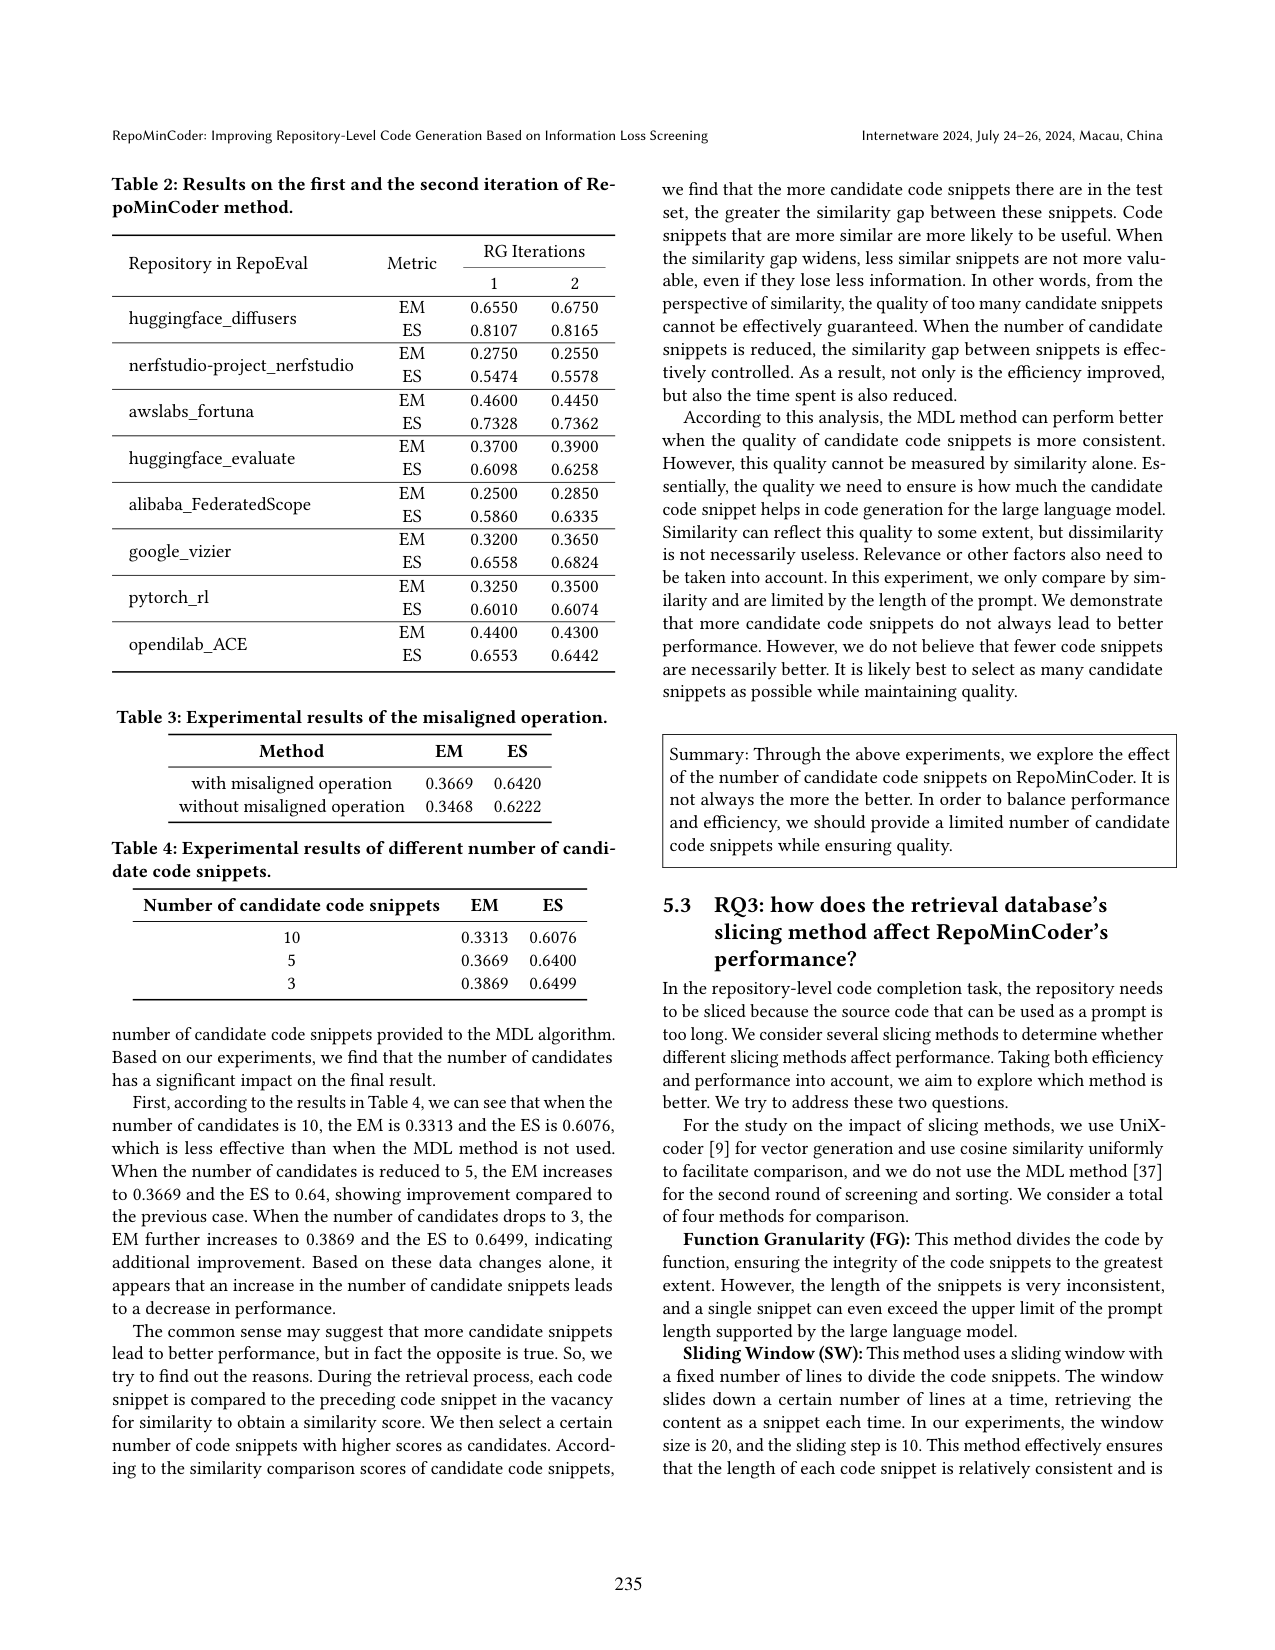 RepoMinCoder: Improving Repository-Level Code Generation Based on Information Loss Screening
Internetware 2024, July 24–26, 2024, Macau, China
Table 2: Results on the first and the second iteration of Re-
poMinCoder method.
Repository in RepoEval Metric RG Iterations
1 2
huggingface_diffusers EM 0.6550 0.6750
ES 0.8107 0.8165
nerfstudio-project_nerfstudio EM 0.2750 0.2550
ES 0.5474 0.5578
awslabs_fortuna EM 0.4600 0.4450
ES 0.7328 0.7362
huggingface_evaluate EM 0.3700 0.3900
ES 0.6098 0.6258
alibaba_FederatedScope EM 0.2500 0.2850
ES 0.5860 0.6335
google_vizier EM 0.3200 0.3650
ES 0.6558 0.6824
pytorch_rl EM 0.3250 0.3500
ES 0.6010 0.6074
opendilab_ACE EM 0.4400 0.4300
ES 0.6553 0.6442
Table 3: Experimental results of the misaligned operation.
Method EM ES
with misaligned operation 0.3669 0.6420
without misaligned operation 0.3468 0.6222
Table 4: Experimental results of different number of candi-
date code snippets.
Number of candidate code snippets EM ES
10 0.3313 0.6076
5 0.3669 0.6400
3 0.3869 0.6499
number of candidate code snippets provided to the MDL algorithm.
Based on our experiments, we find that the number of candidates
has a significant impact on the final result.
First, according to the results in Table 4, we can see that when the
number of candidates is 10, the EM is 0.3313 and the ES is 0.6076,
which is less effective than when the MDL method is not used.
When the number of candidates is reduced to 5, the EM increases
to 0.3669 and the ES to 0.64, showing improvement compared to
the previous case. When the number of candidates drops to 3, the
EM further increases to 0.3869 and the ES to 0.6499, indicating
additional improvement. Based on these data changes alone, it
appears that an increase in the number of candidate snippets leads
to a decrease in performance.
The common sense may suggest that more candidate snippets
lead to better performance, but in fact the opposite is true. So, we
try to find out the reasons. During the retrieval process, each code
snippet is compared to the preceding code snippet in the vacancy
for similarity to obtain a similarity score. We then select a certain
number of code snippets with higher scores as candidates. Accord-
ing to the similarity comparison scores of candidate code snippets,
we find that the more candidate code snippets there are in the test
set, the greater the similarity gap between these snippets. Code
snippets that are more similar are more likely to be useful. When
the similarity gap widens, less similar snippets are not more valu-
able, even if they lose less information. In other words, from the
perspective of similarity, the quality of too many candidate snippets
cannot be effectively guaranteed. When the number of candidate
snippets is reduced, the similarity gap between snippets is effec-
tively controlled. As a result, not only is the efficiency improved,
but also the time spent is also reduced.
According to this analysis, the MDL method can perform better
when the quality of candidate code snippets is more consistent.
However, this quality cannot be measured by similarity alone. Es-
sentially, the quality we need to ensure is how much the candidate
code snippet helps in code generation for the large language model.
Similarity can reflect this quality to some extent, but dissimilarity
is not necessarily useless. Relevance or other factors also need to
be taken into account. In this experiment, we only compare by sim-
ilarity and are limited by the length of the prompt. We demonstrate
that more candidate code snippets do not always lead to better
performance. However, we do not believe that fewer code snippets
are necessarily better. It is likely best to select as many candidate
snippets as possible while maintaining quality.
Summary: Through the above experiments, we explore the effect
of the number of candidate code snippets on RepoMinCoder. It is
not always the more the better. In order to balance performance
and efficiency, we should provide a limited number of candidate
code snippets while ensuring quality.
5.3 RQ3: how does the retrieval database’s
slicing method affect RepoMinCoder’s
performance?
In the repository-level code completion task, the repository needs
to be sliced because the source code that can be used as a prompt is
too long. We consider several slicing methods to determine whether
different slicing methods affect performance. Taking both efficiency
and performance into account, we aim to explore which method is
better. We try to address these two questions.
For the study on the impact of slicing methods, we use UniX-
coder [9] for vector generation and use cosine similarity uniformly
to facilitate comparison, and we do not use the MDL method [37]
for the second round of screening and sorting. We consider a total
of four methods for comparison.
Function Granularity (FG): This method divides the code by
function, ensuring the integrity of the code snippets to the greatest
extent. However, the length of the snippets is very inconsistent,
and a single snippet can even exceed the upper limit of the prompt
length supported by the large language model.
Sliding Window (SW): This method uses a sliding window with
a fixed number of lines to divide the code snippets. The window
slides down a certain number of lines at a time, retrieving the
content as a snippet each time. In our experiments, the window
size is 20, and the sliding step is 10. This method effectively ensures
that the length of each code snippet is relatively consistent and is
235